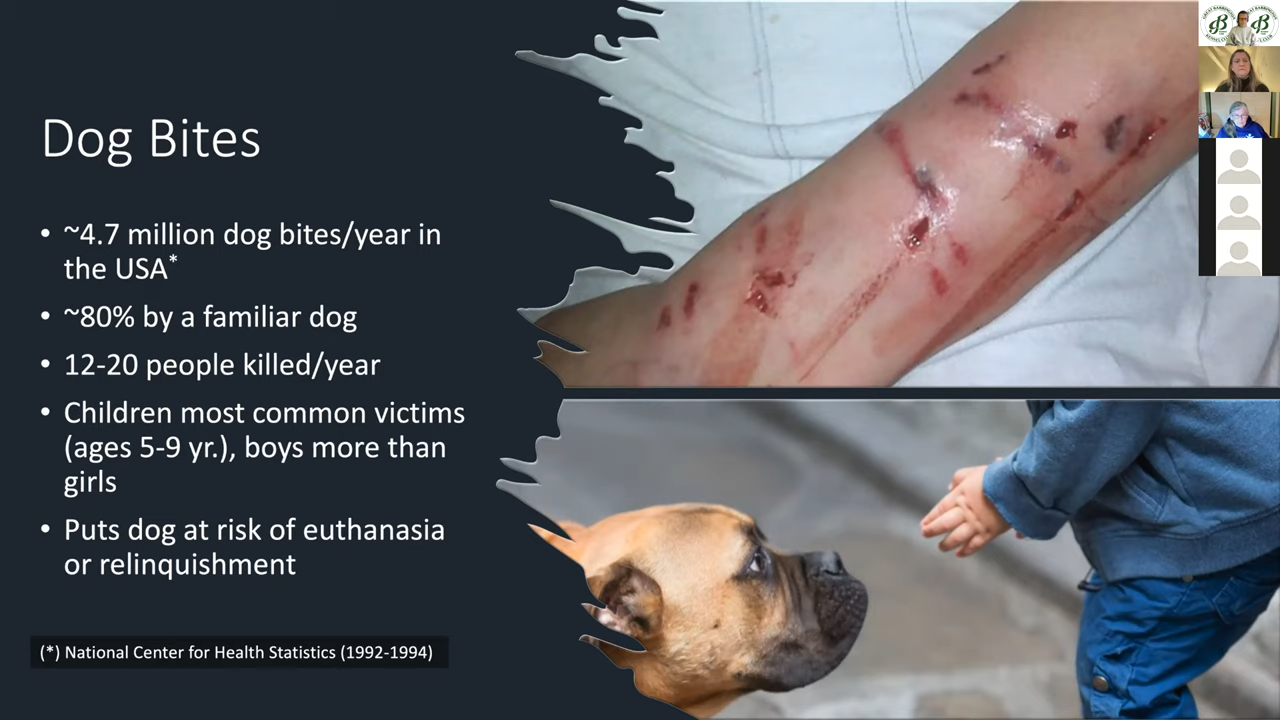 Dog Bites
• ~4.7 million dog bites/year in
the USA*
• ~80% by a familiar dog
• 12-20 people killed/year
• Children most common victims
(ages 5-9 yr.), boys more than
girls
• Puts dog at risk of euthanasia
or relinquishment
(*) National Center for Health Statistics (1992-1994)